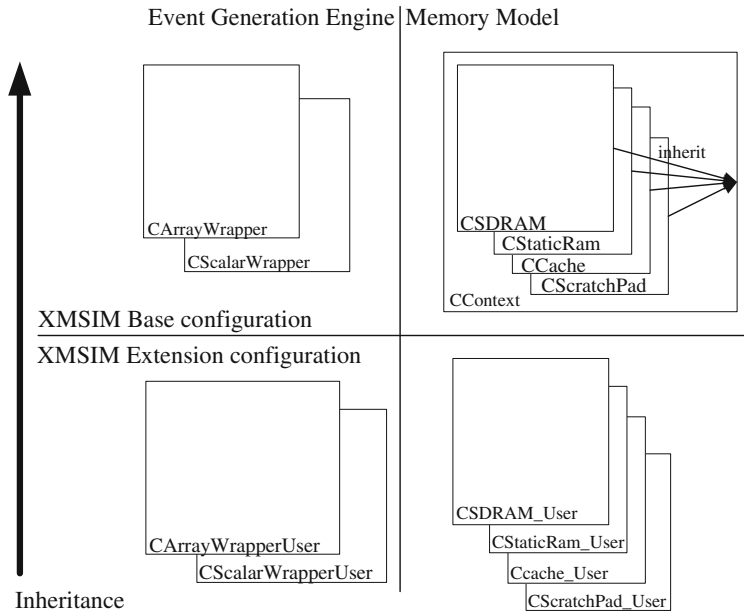 Event Generation Engine
Memory Model
inherit
CArrayWrapper
CScalarWrapper
CSDRAM
CStaticRam
CCache
CScratchPad
CContext
XMSIM Base configuration
XMSIM Extension configuration
CArrayWrapperUser
CScalarWrapperUser
CSDRAM_User
CStaticRam_User
Ccache_User
CScratchPad_User
Inheritance